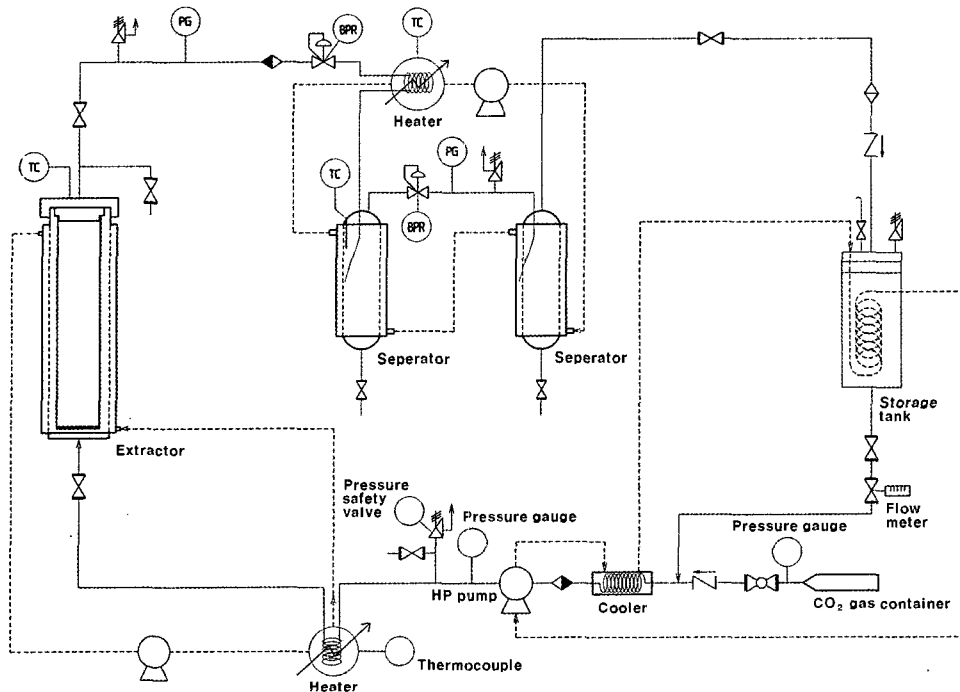 PG
BPR
TC
Heater
TC
TC
PG
BPR
Seperator
Seperator
Storage
tank
Extractor
Pressure
safety
valve
Pressure gauge
Flow
meter
Pressure gauge
HP pump
Cooler
CO₂ gas container
Thermocouple
Heater